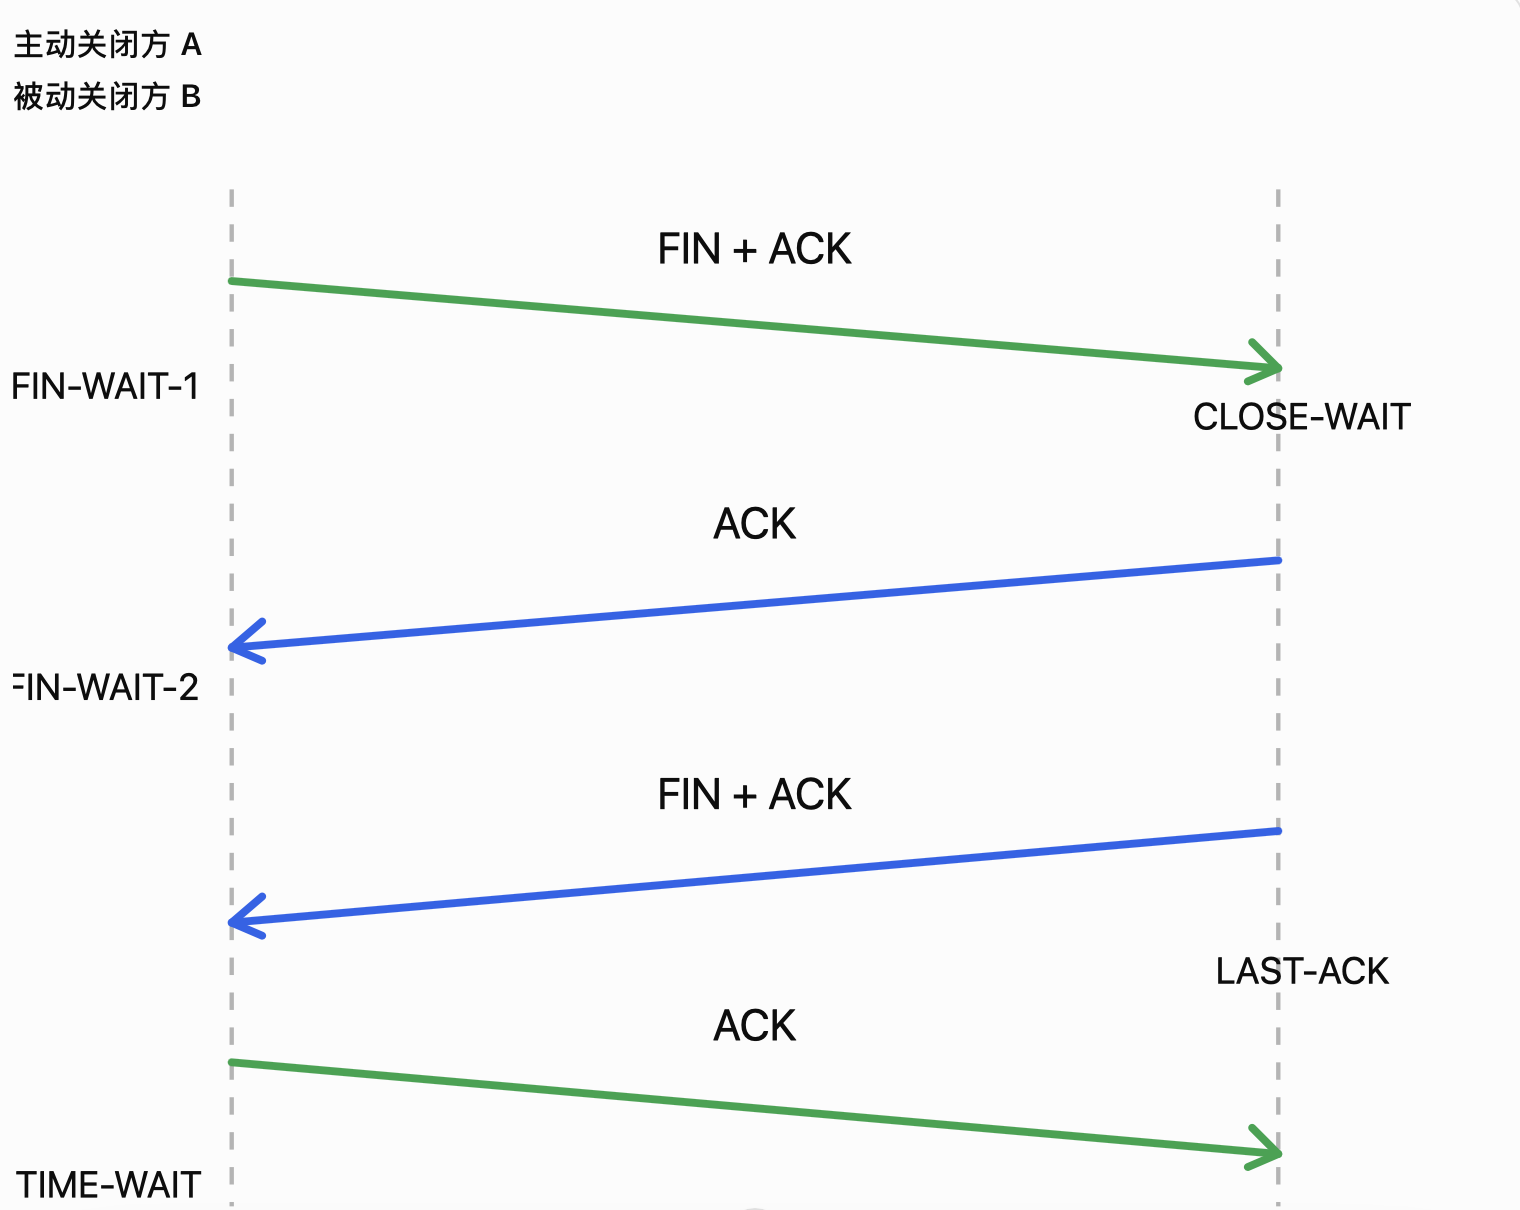 主动关闭方 A
被动关闭方 B
FIN + ACK
FIN-WAIT-1
CLOSE-WAIT
ACK
FIN-WAIT-2
FIN + ACK
LAST-ACK
ACK
TIME-WAIT